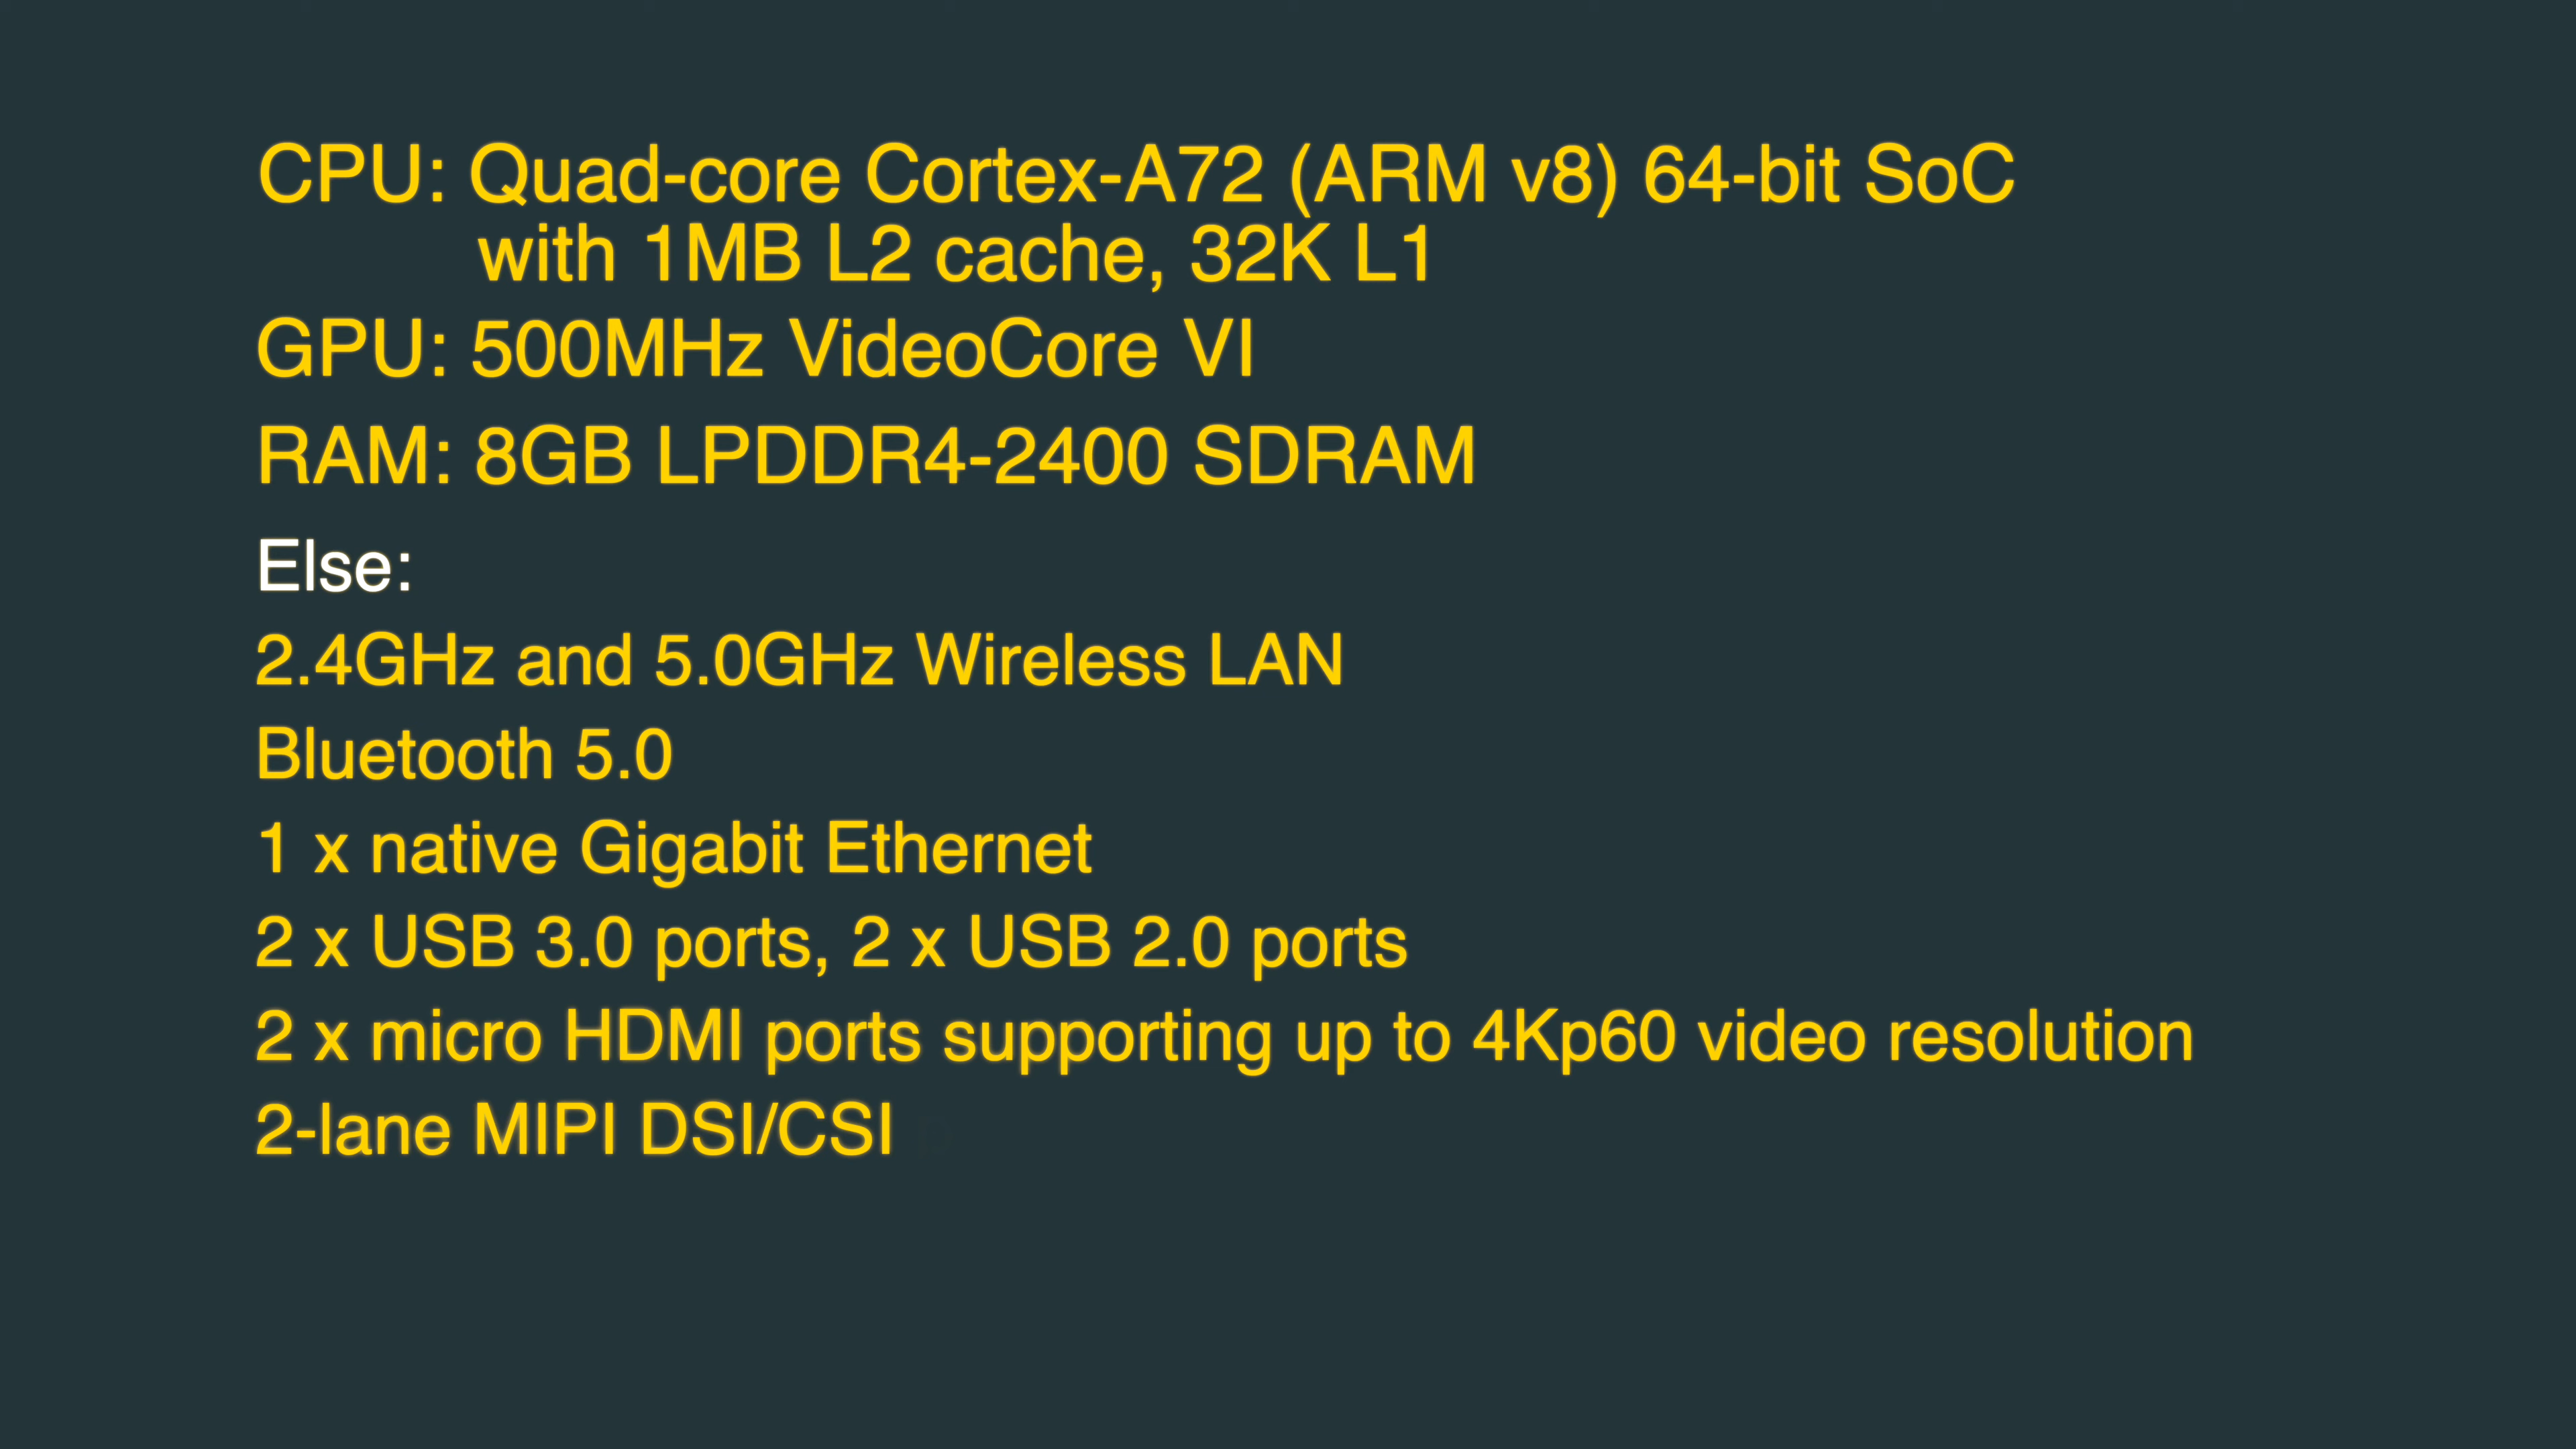 CPU: Quad-core Cortex-A72 (ARM v8) 64-bit SoC
with 1MB L2 cache, 32K L1
GPU: 500MHz VideoCore VI
RAM: 8GB LPDDR4-2400 SDRAM
Else:
2.4GHz and 5.0GHz Wireless LAN
Bluetooth 5.0
1 x native Gigabit Ethernet
2 x USB 3.0 ports, 2 x USB 2.0 ports
2 x micro HDMI ports supporting up to 4Kp60 video resolution
2-lane MIPI DSI/CSI